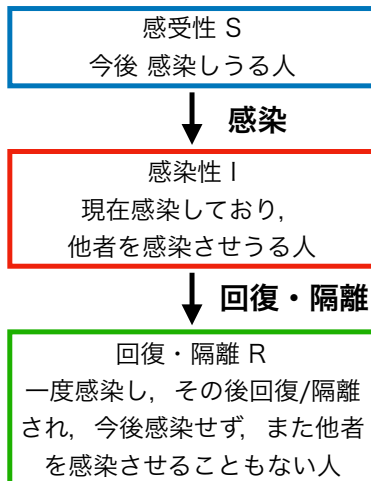 感受性 S
今後 感染しうる人
感染
感染性 I
現在感染しており，
他者を感染させうる人
回復・隔離
回復・隔離 R
一度感染し，その後回復/隔離
され，今後感染せず，また他者
を感染させることもない人